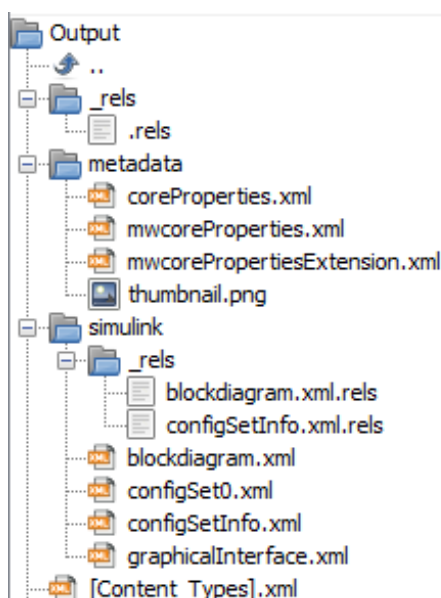 Output
..
_rels
.rels
metadata
coreProperties.xml
mwcoreProperties.xml
mwcorePropertiesExtension.xml
thumbnail.png
simulink
_rels
blockdiagram.xml.rels
configSetInfo.xml.rels
blockdiagram.xml
configSet0.xml
configSetInfo.xml
graphicalInterface.xml
[Content_Types].xml